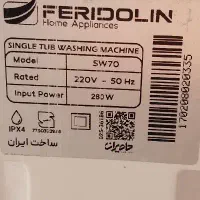 FERIDOLIN
Home Appliances
SINGLE TUB WASHING MACHINE
Model SW70
Rated 220V - 50 Hz
Input Power 280W
IPX4
ساخت ایران
170208020335